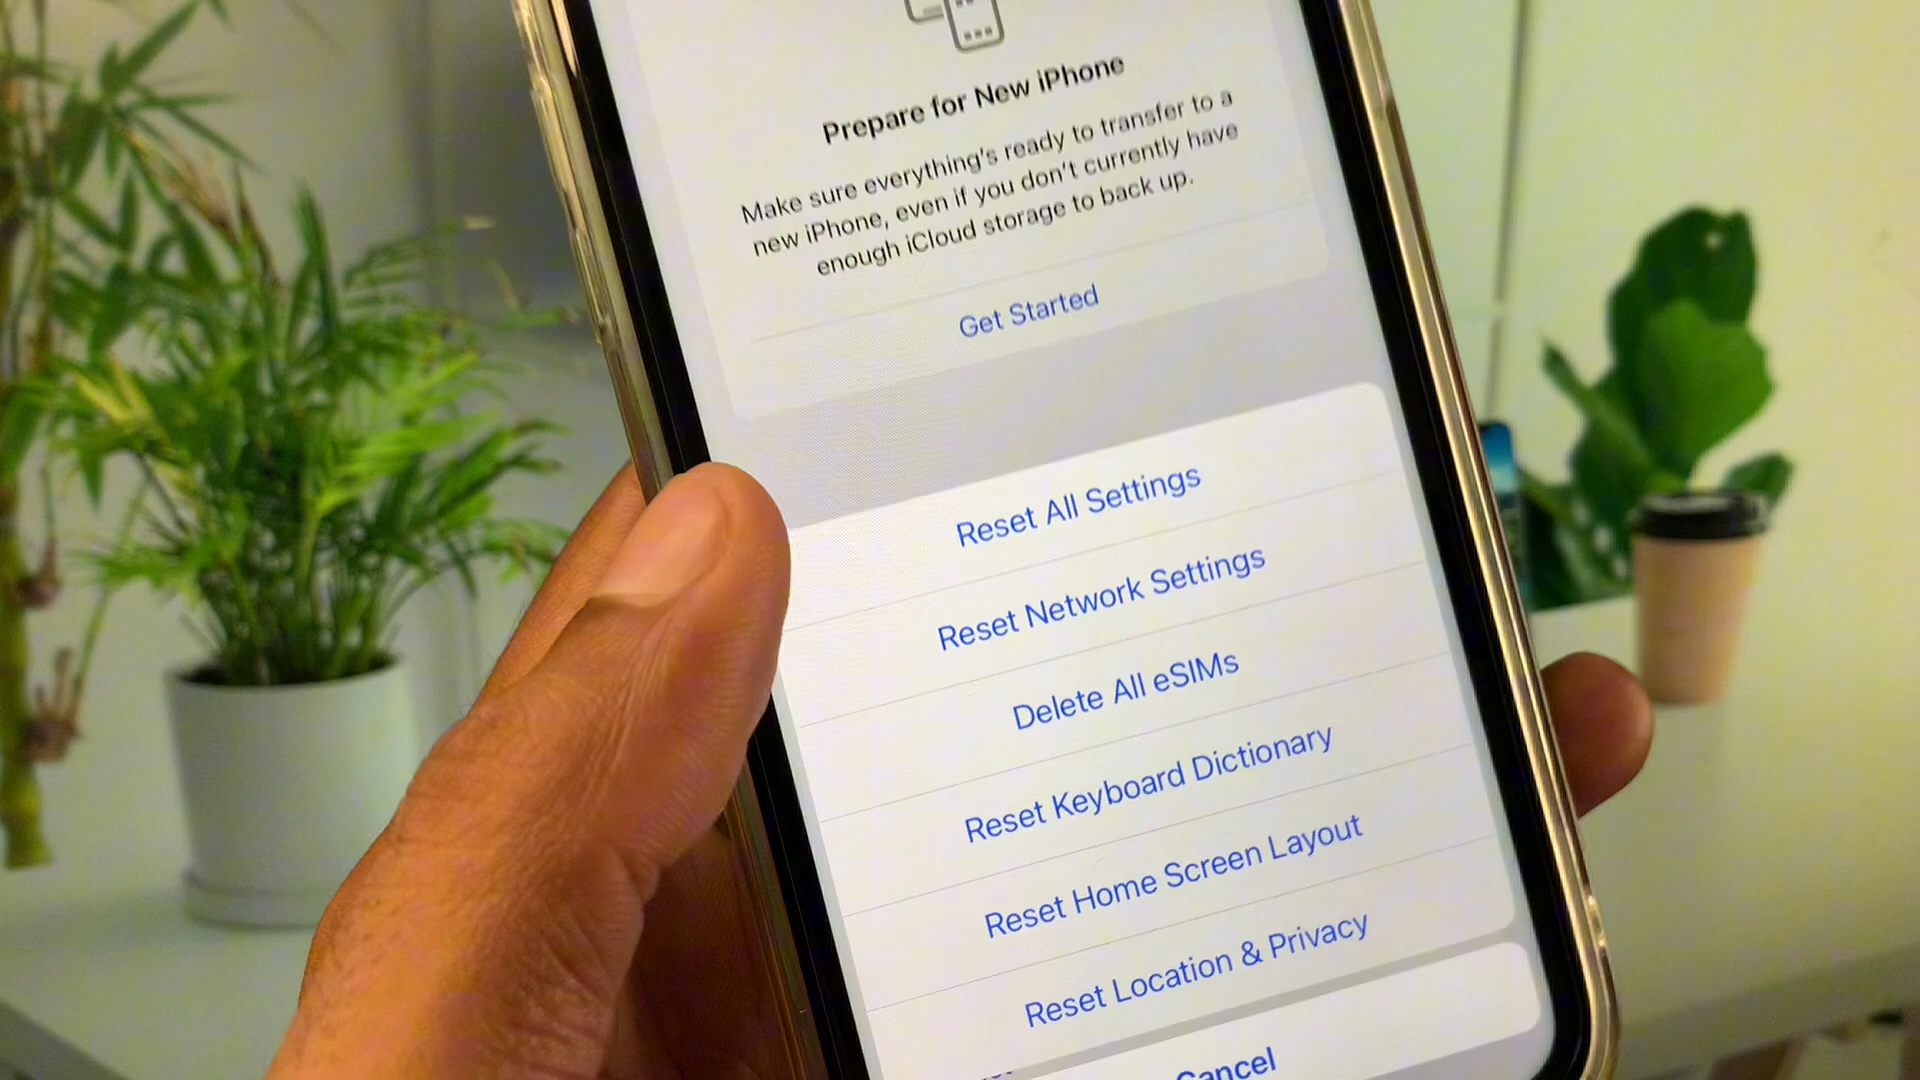 Prepare for New iPhone
Make sure everything's ready to transfer to a
new iPhone, even if you don't currently have
enough iCloud storage to back up.
Get Started
Reset All Settings
Reset Network Settings
Delete All eSIMs
Reset Keyboard Dictionary
Reset Home Screen Layout
Reset Location & Privacy
Cancel